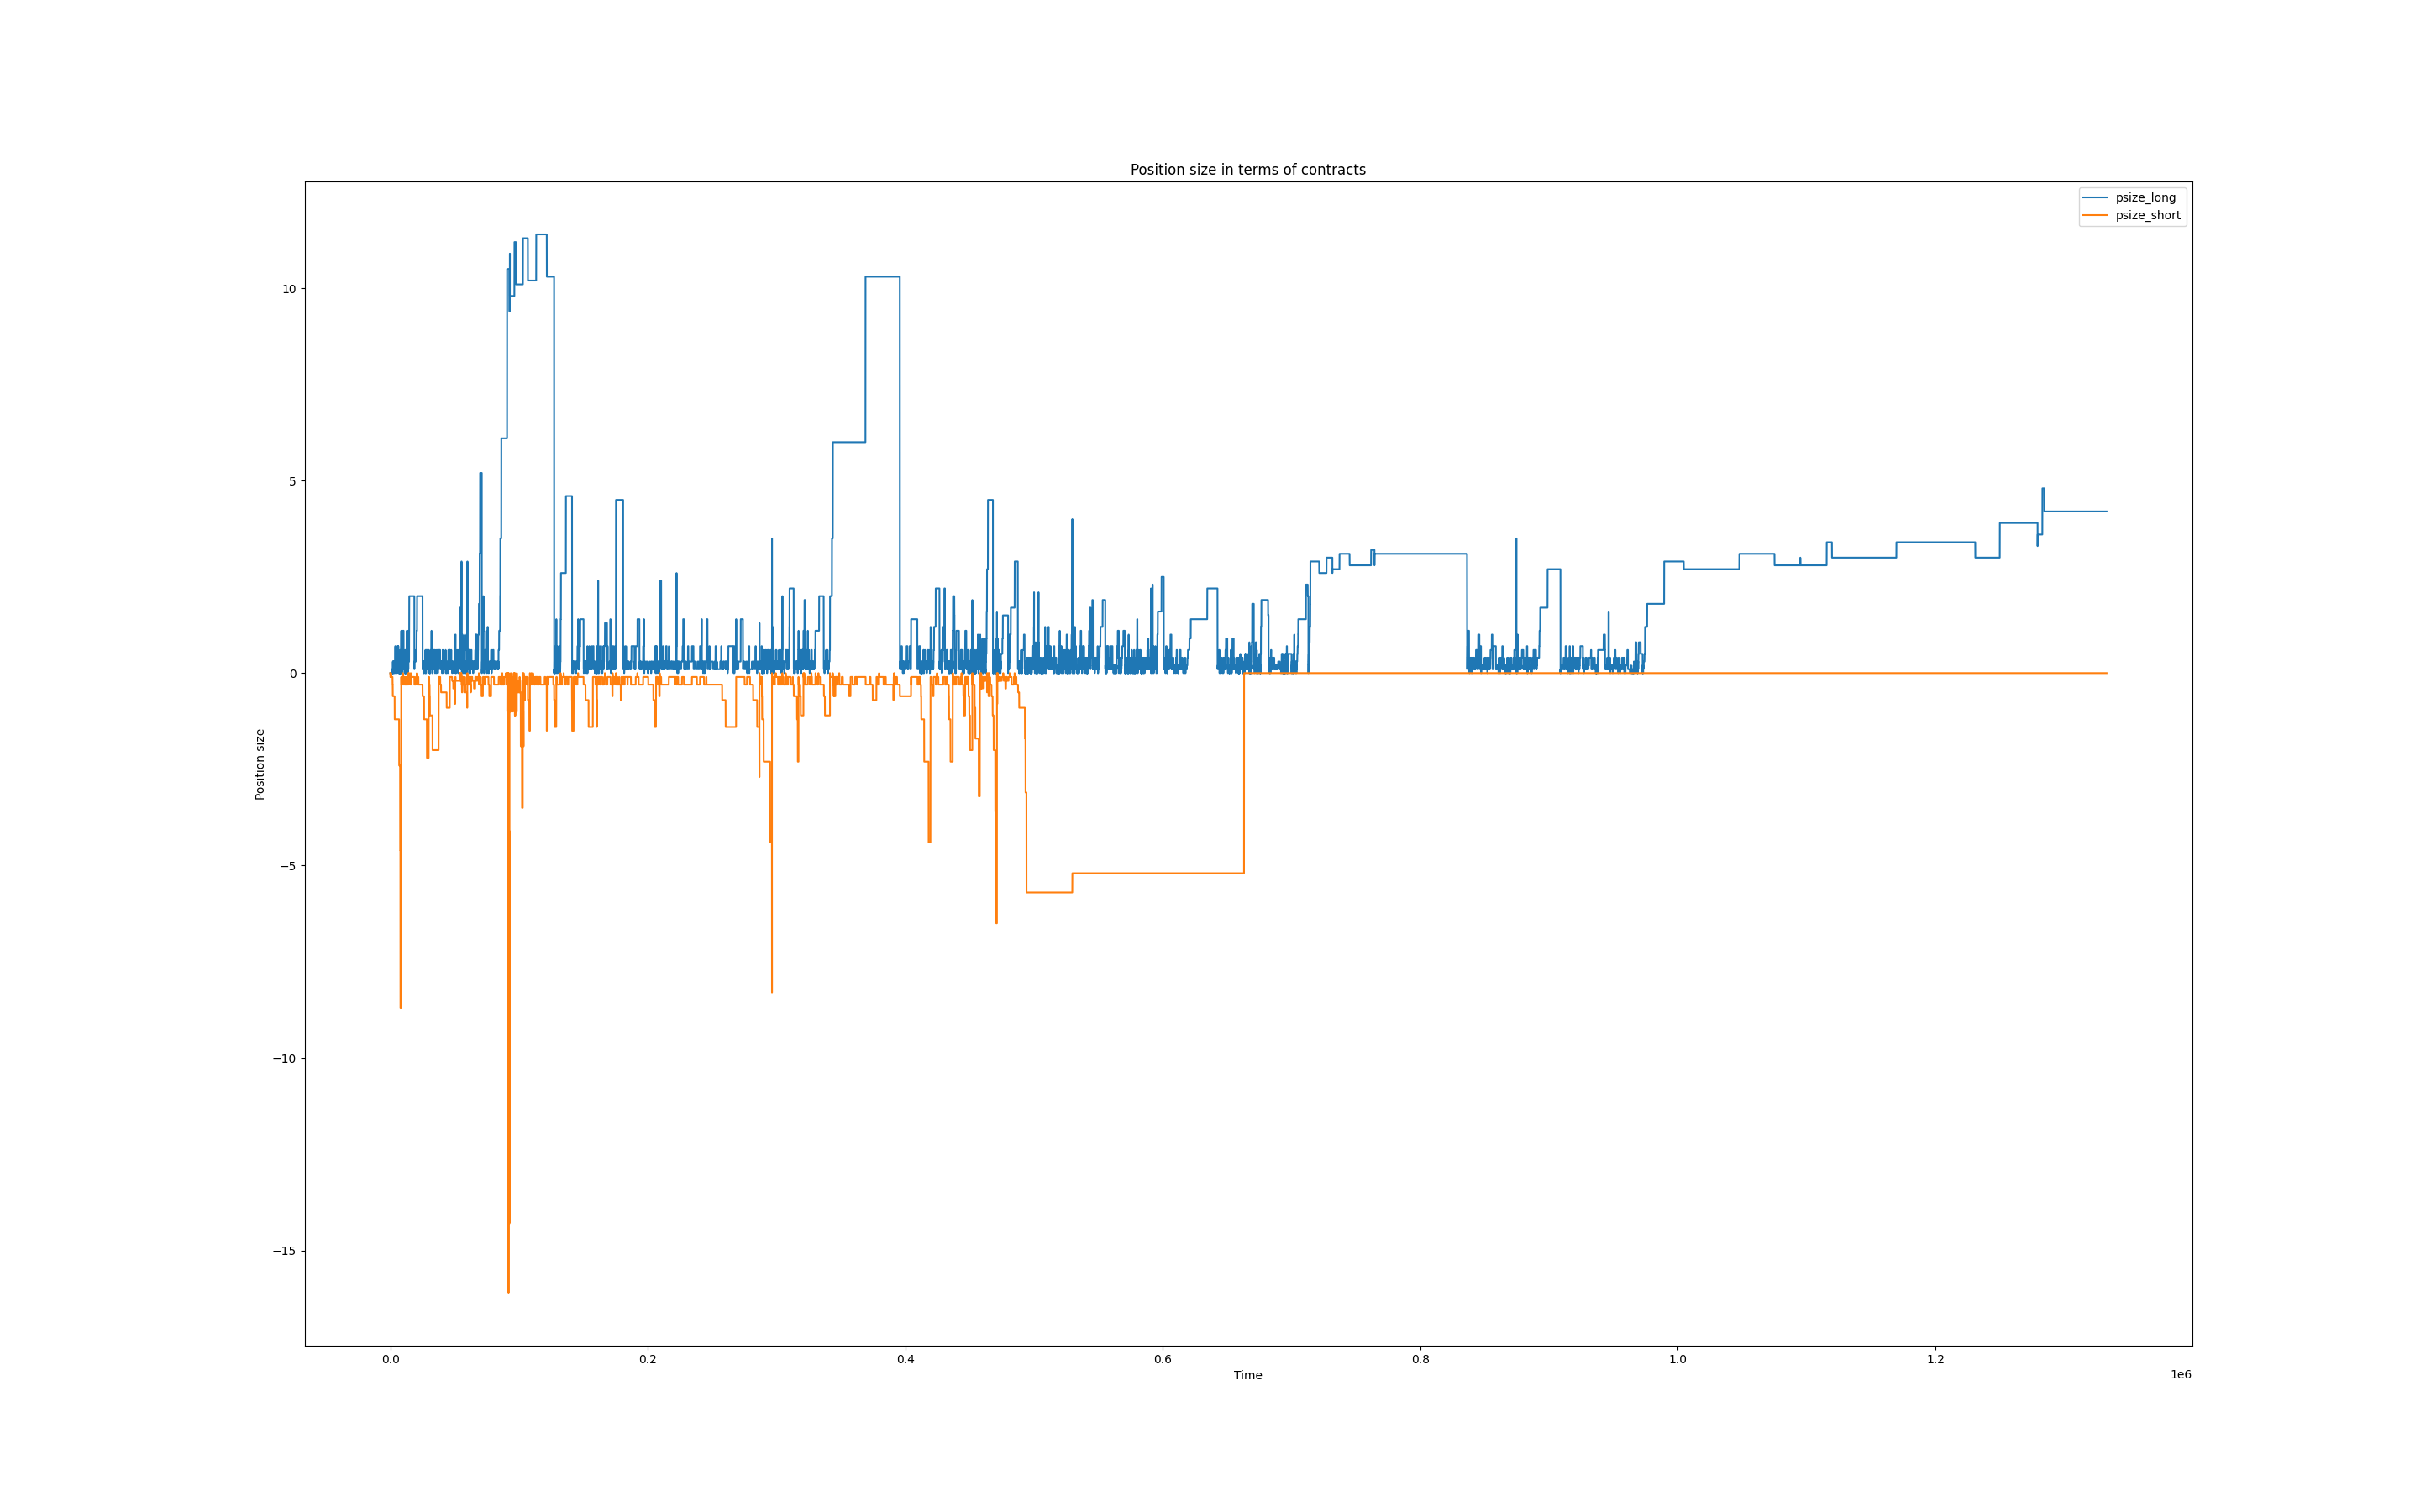 Position size in terms of contracts
psize_long
psize_short
Position size
10
5
0
−5
−10
−15
0.0 0.2 0.4 0.6 0.8 1.0 1.2
Time
1e6